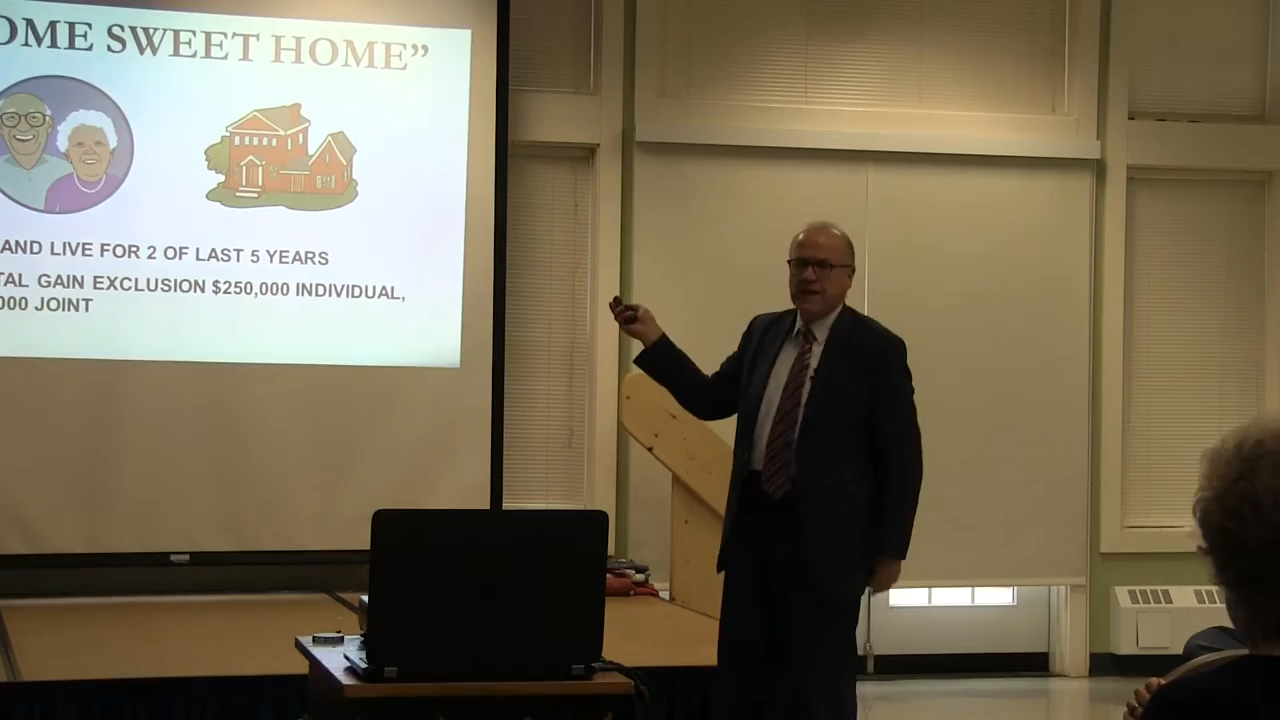 OME SWEET HOME”
AND LIVE FOR 2 OF LAST 5 YEARS
TAL GAIN EXCLUSION $250,000 INDIVIDUAL,
000 JOINT